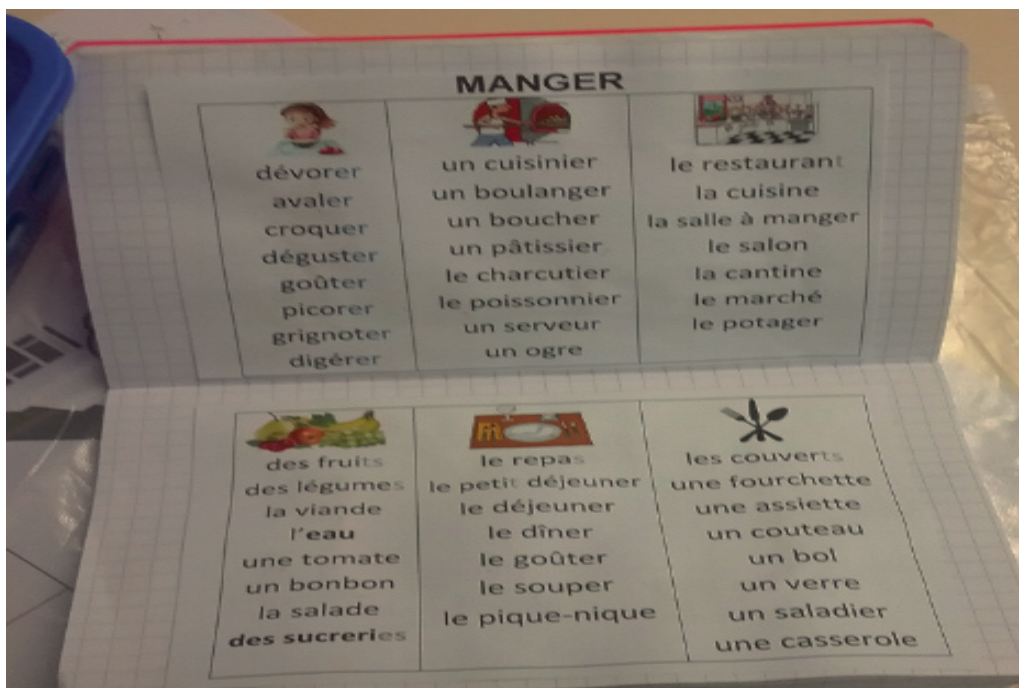 MANGER
dévorer
avaler
croquer
déguster
goûter
picorer
grignoter
digérer
un cuisinier
un boulanger
un boucher
un pâtissier
le charcutier
le poissonnier
un serveur
un ogre
le restaurant
la cuisine
la salle à manger
le salon
la cantine
le marché
le potager
des fruits
des légumes
la viande
l'eau
une tomate
un bonbon
la salade
des sucreries
le repas
le petit déjeuner
le déjeuner
le dîner
le goûter
le souper
le pique-nique
les couverts
une fourchette
une assiette
un couteau
un bol
un verre
un saladier
une casserole